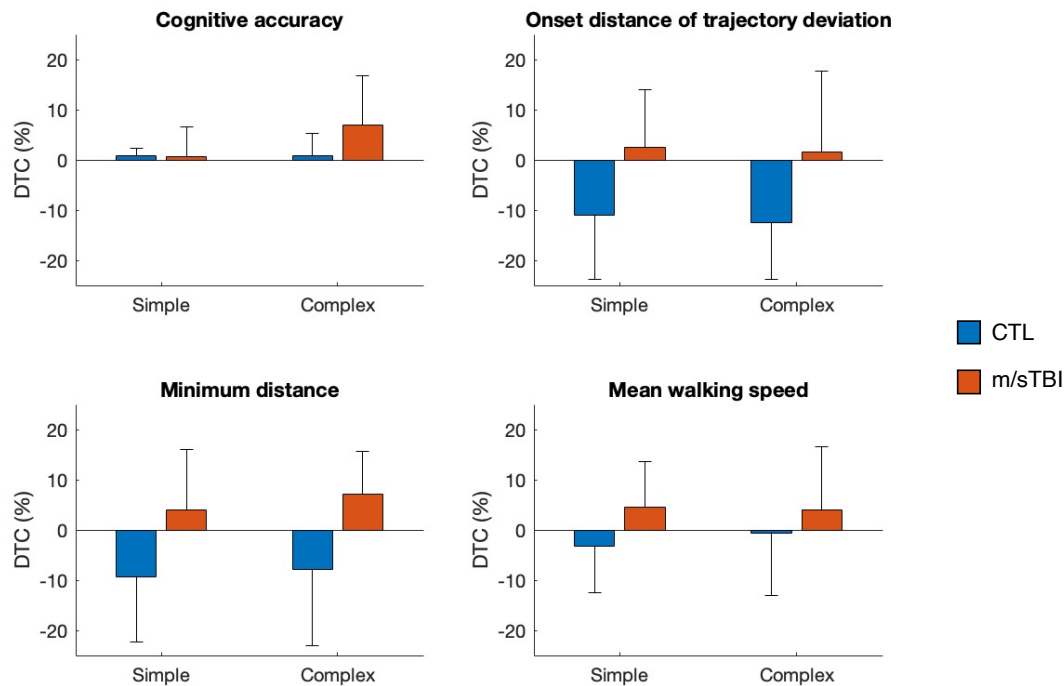 Cognitive accuracy
DTC (%)
20
10
0
-10
-20
Simple
Complex
Onset distance of trajectory deviation
DTC (%)
20
10
0
-10
-20
Simple
Complex
CTL
m/sTBI
Minimum distance
DTC (%)
20
10
0
-10
-20
Simple
Complex
Mean walking speed
DTC (%)
20
10
0
-10
-20
Simple
Complex